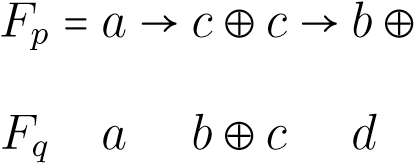 F_p = a → c ⊕ c → b ⊕
F_q a b ⊕ c d